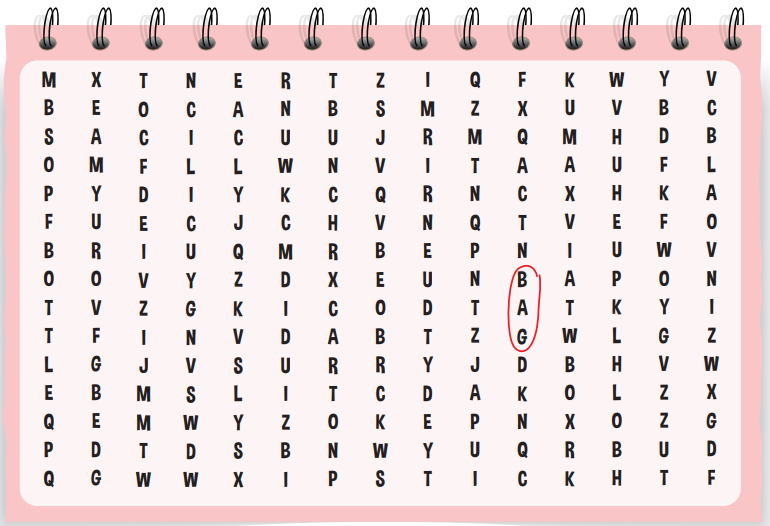 M X T N E R T Z I Q F K W Y V
B E O C A N B S M Z X U V B C
S A C I C U U J R M Q M H D B
O M F L L W N V I T A A U F L
P Y D I Y K C Q R N C X H K A
F U E C J C H V N Q T V E F O
B R I U Q M R B E P N I U W V
O O V Y Z D X E U N B A P O N
T V Z G K I C O D T A T K Y I
T F I N V D A B T Z G W L G Z
L G J V S U R R Y J D B H V W
E B M S L I T C D A K O L Z X
Q E M W Y Z O K E P N X O Z G
P D T D S B N W Y U Q R B U D
Q G W W X I P S T I C K H T F